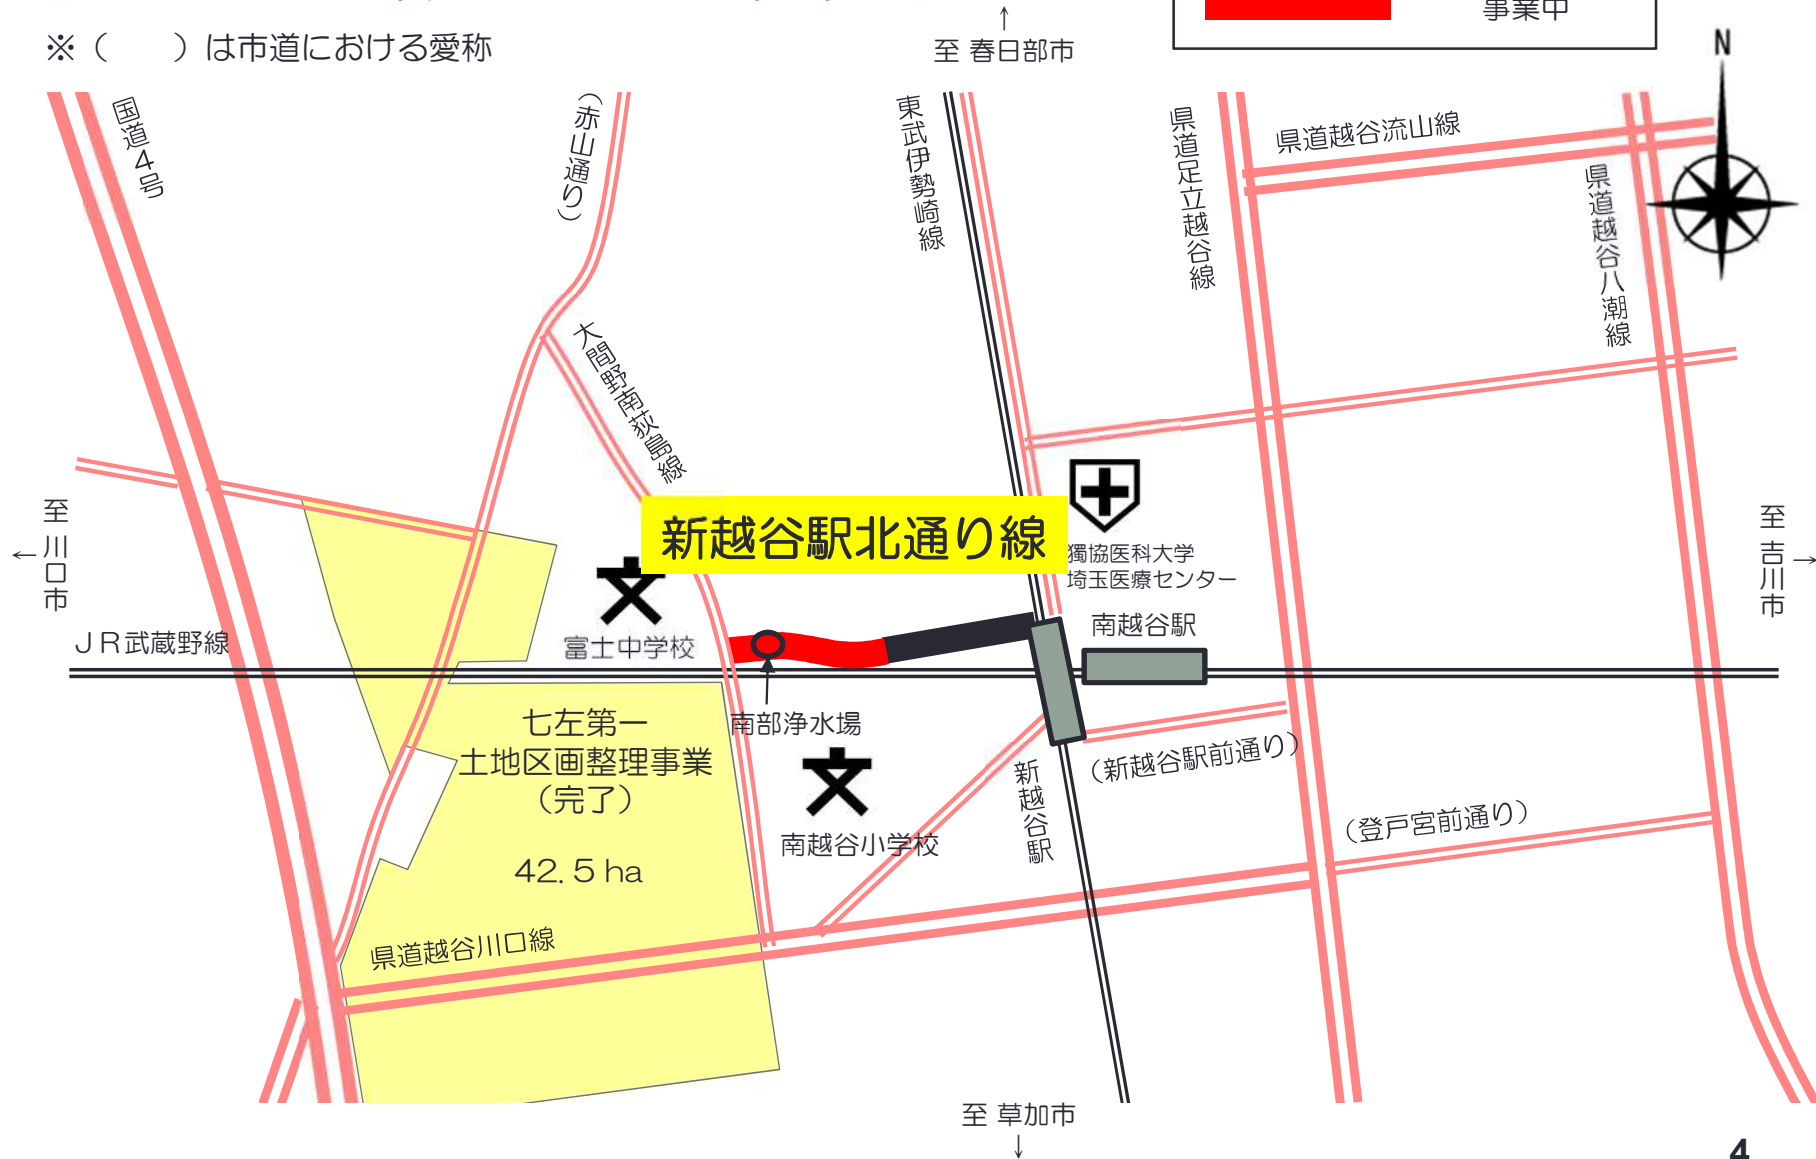 事業中
↑
至 春日部市
※（　　）は市道における愛称
N
国道4号
（赤山通り）
東武伊勢崎線
県道足立越谷線
県道越谷流山線
県道越谷八潮線
大間野南荻島線
新越谷駅北通り線
獨協医科大学
埼玉医療センター
至 川口市
←
至 吉川市
→
富士中学校
南越谷駅
ＪＲ武蔵野線
南部浄水場
七左第一
土地区画整理事業
（完了）
42.5 ha
南越谷小学校
新越谷駅
（新越谷駅前通り）
（登戸宮前通り）
県道越谷川口線
至 草加市
↓
4